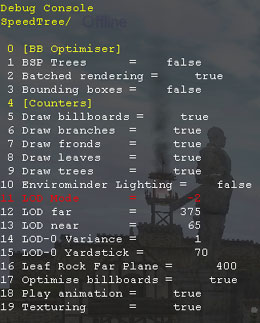 Debug Console
SpeedTree/
Offline
0 [BB Optimiser]
1 BSP Trees = false
2 Batched rendering = true
3 Bounding boxes = false
4 [Counters]
5 Draw billboards = true
6 Draw branches = true
7 Draw fronds = true
8 Draw leaves = true
9 Draw trees = true
10 Envirominder Lighting = false
11 LOD Mode = -2
12 LOD far = 375
13 LOD near = 65
14 LOD-0 Variance = 1
15 LOD-0 Yardstick = 70
16 Leaf Rock Far Plane = 400
17 Optimise billboards = true
18 Play animation = true
19 Texturing = true